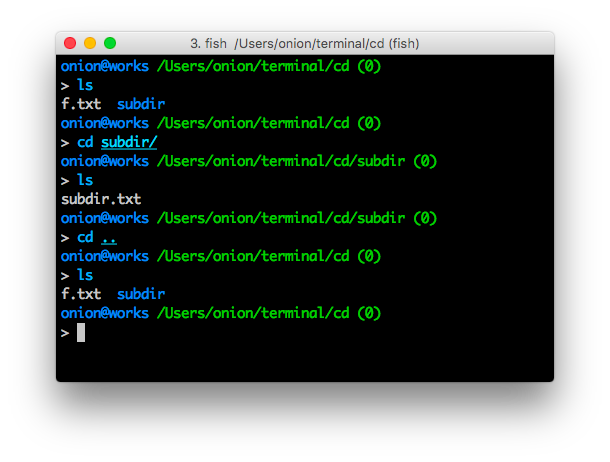 3. fish  /Users/onion/terminal/cd (fish)
onion@works /Users/onion/terminal/cd (0)
> ls
f.txt  subdir
onion@works /Users/onion/terminal/cd (0)
> cd subdir/
onion@works /Users/onion/terminal/cd/subdir (0)
> ls
subdir.txt
onion@works /Users/onion/terminal/cd/subdir (0)
> cd ..
onion@works /Users/onion/terminal/cd (0)
> ls
f.txt  subdir
onion@works /Users/onion/terminal/cd (0)
>